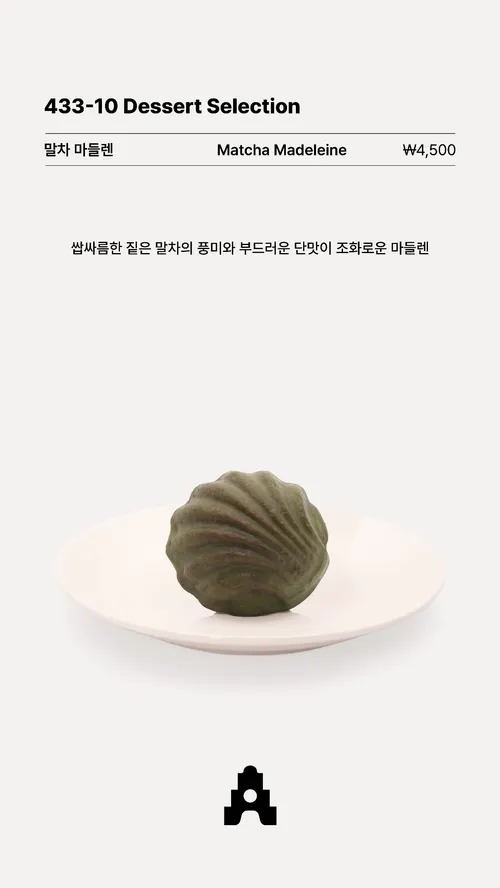 433-10 Dessert Selection
말차 마들렌 Matcha Madeleine ₩4,500
쌉싸름한 짙은 말차의 풍미와 부드러운 단맛이 조화로운 마들렌